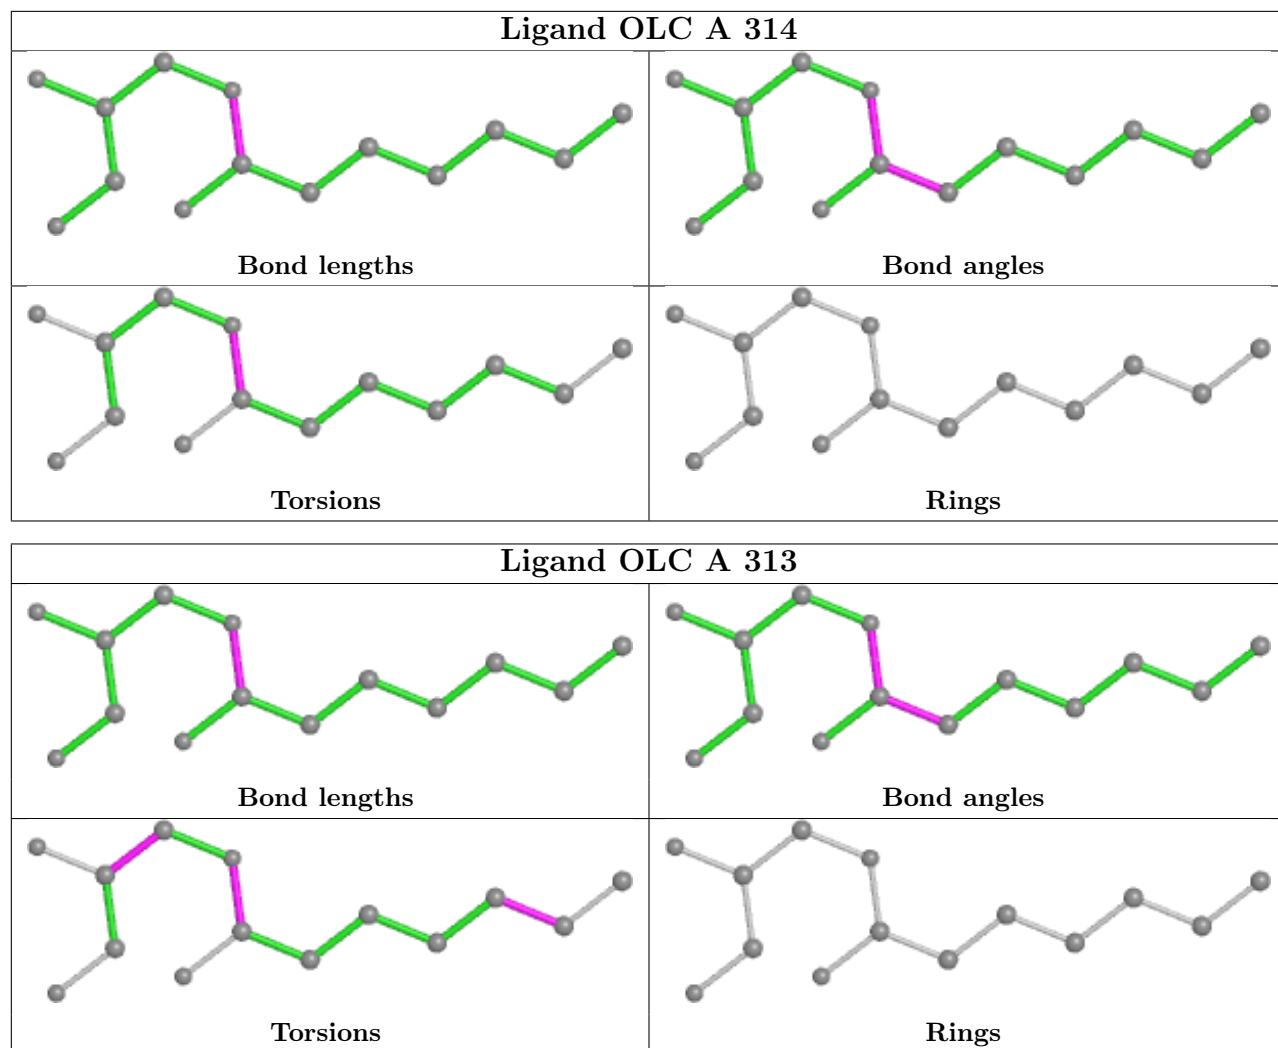 Ligand OLC A 314
Bond lengths
Bond angles
Torsions
Rings
Ligand OLC A 313
Bond lengths
Bond angles
Torsions
Rings